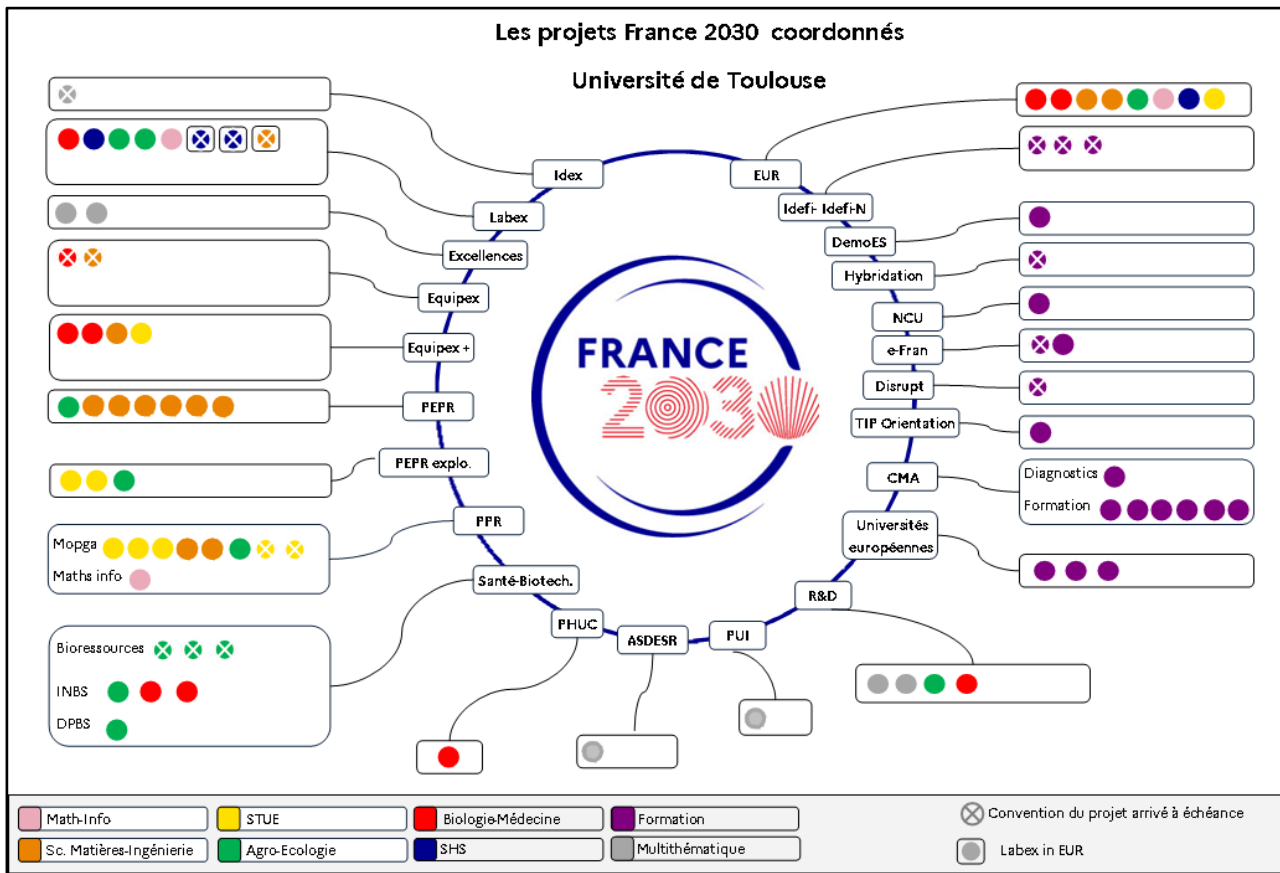 Les projets France 2030 coordonnés
Université de Toulouse
Idex
EUR
Labex
Idefi- Idefi-N
Excellences
DemoES
Equipex
Hybridation
NCU
Equipex +
e-Fran
Disrupt
PEPR
TIP Orientation
PEPR explo.
CMA
Diagnostics
Formation
PPR
Universités
européennes
Mopga
Maths info
Santé-Biotech.
R&D
PHUC
ASDESR
PUI
Bioressources
INBS
DPBS
FRANCE
2030
Math-Info
STUE
Biologie-Médecine
Formation
Convention du projet arrivé à échéance
Sc. Matières-Ingénierie
Agro-Ecologie
SHS
Multithématique
Labex in EUR